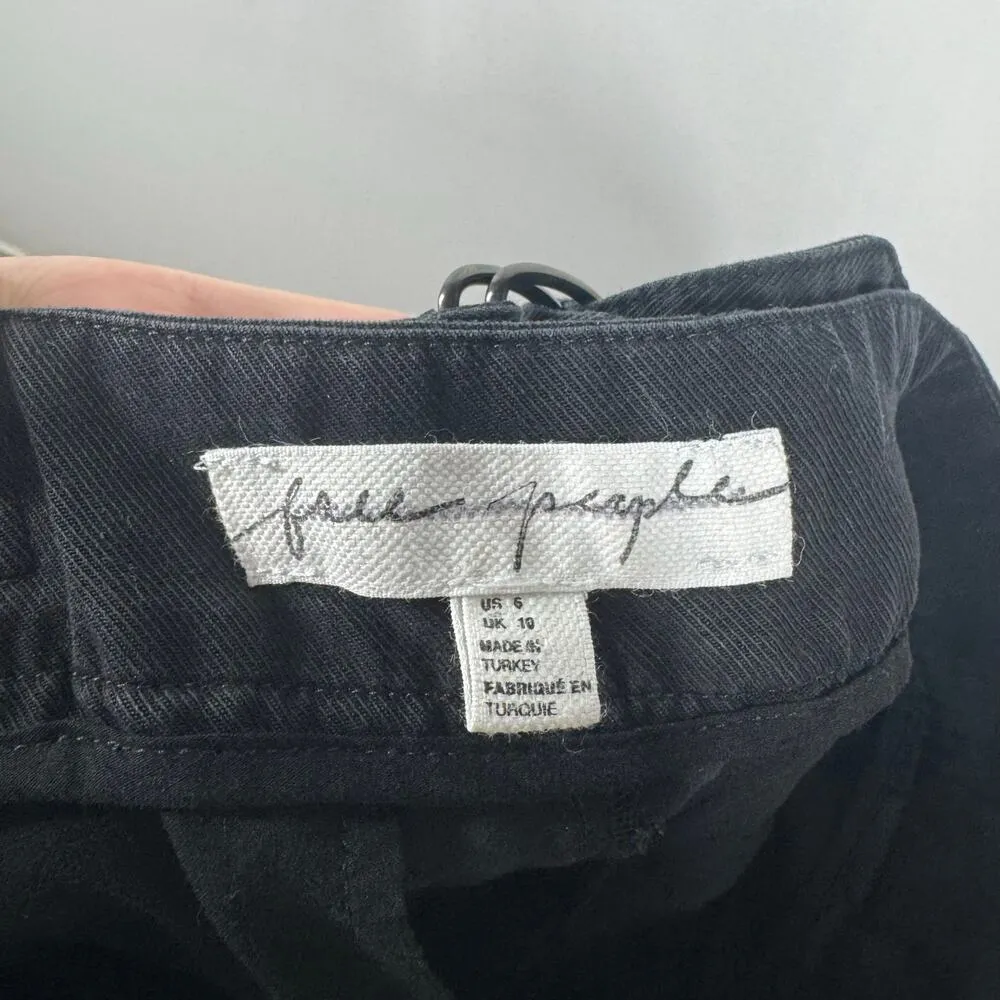 free people
US 6
UK 10
MADE IN
TURKEY
FABRIQUÉ EN
TURQUIE